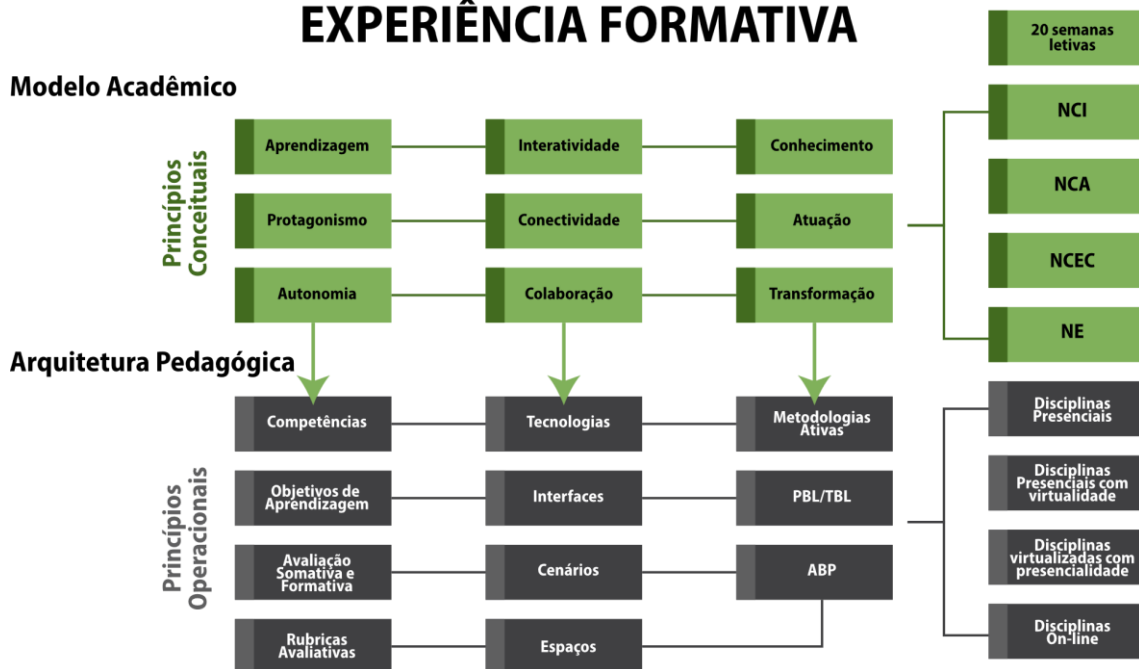 EXPERIÊNCIA FORMATIVA
Modelo Acadêmico
Princípios
Conceituais
Aprendizagem
Interatividade
Conhecimento
Protagonismo
Conectividade
Atuação
Autonomia
Colaboração
Transformação
20 semanas
letivas
NCI
NCA
NCEC
NE
Arquitetura Pedagógica
Princípios
Operacionais
Competências
Tecnologias
Metodologias
Ativas
Objetivos de
Aprendizagem
Interfaces
PBL/TBL
Avaliação
Somativa e
Formativa
Cenários
ABP
Rubricas
Avaliativas
Espaços
Disciplinas
Presenciais
Disciplinas
Presenciais com
virtualidade
Disciplinas
virtualizadas com
presencialidade
Disciplinas
On-line